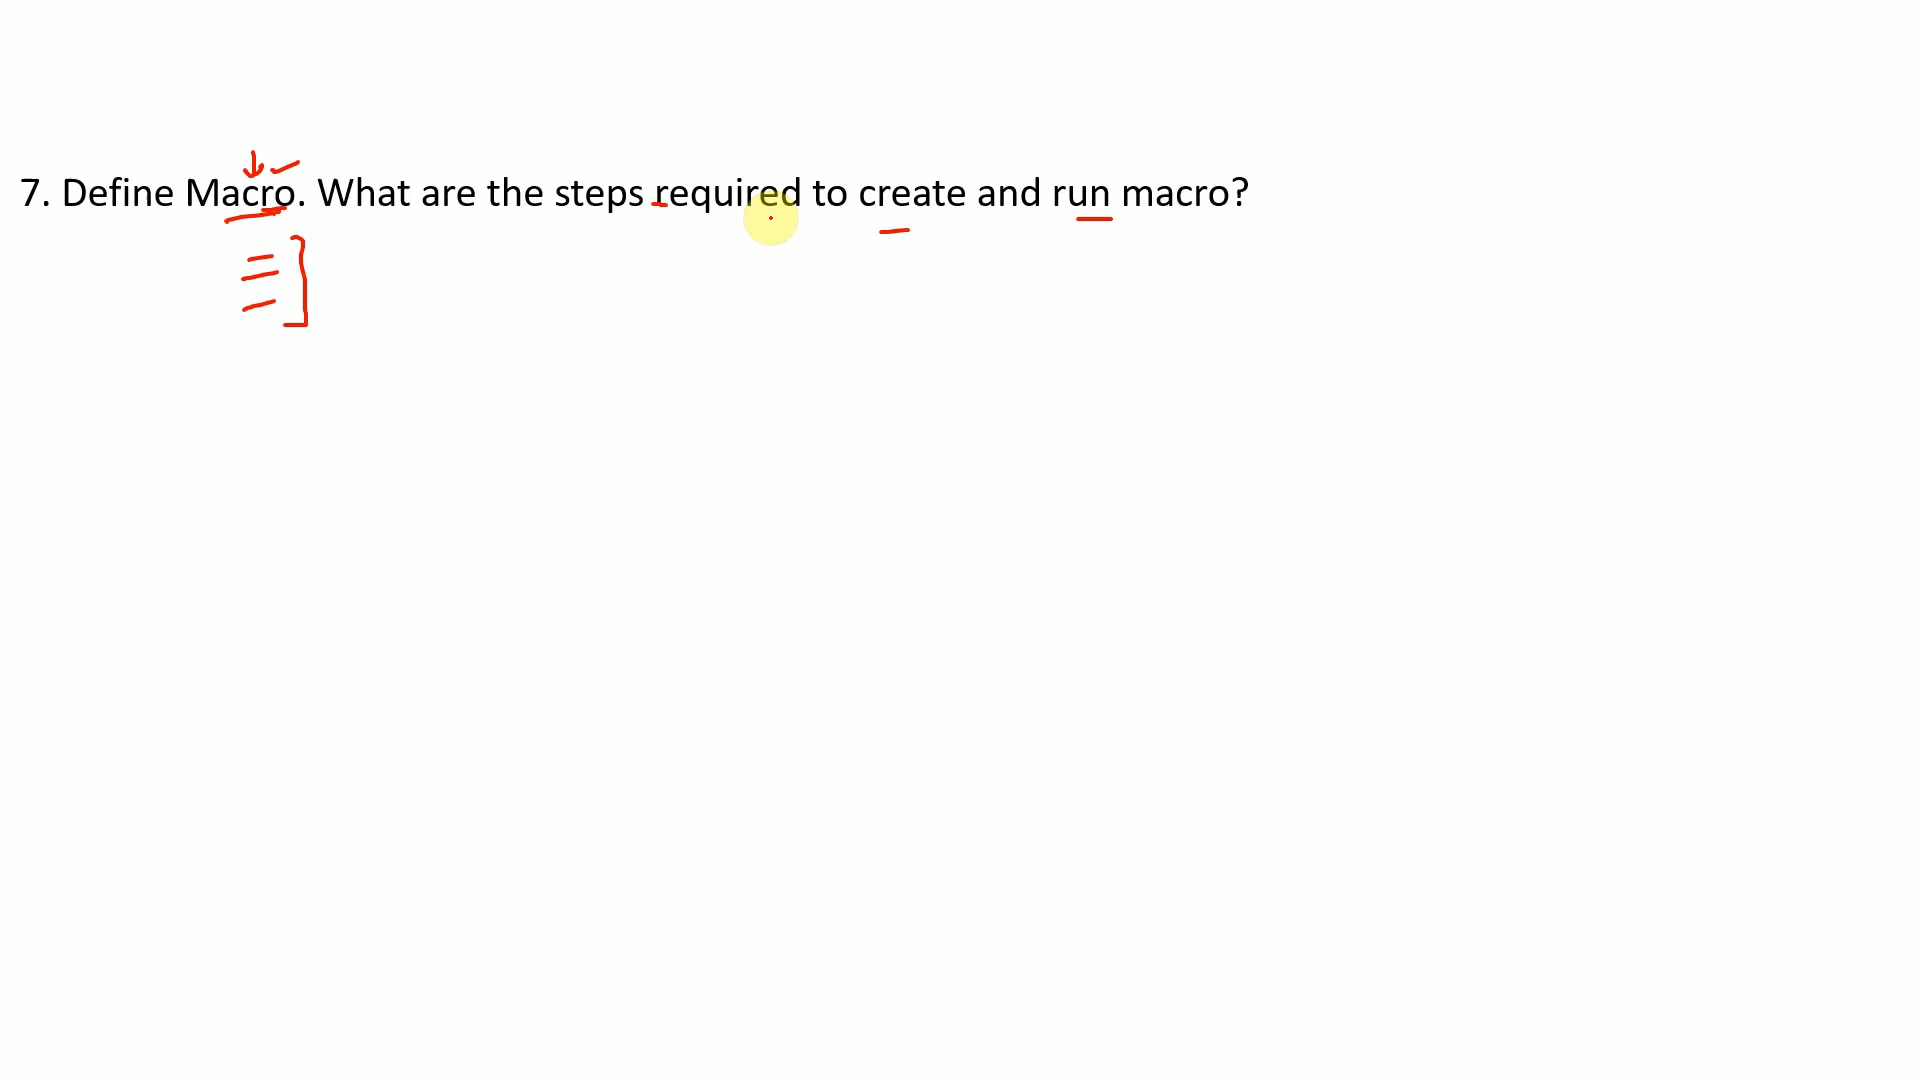 7. Define Macro. What are the steps required to create and run macro?